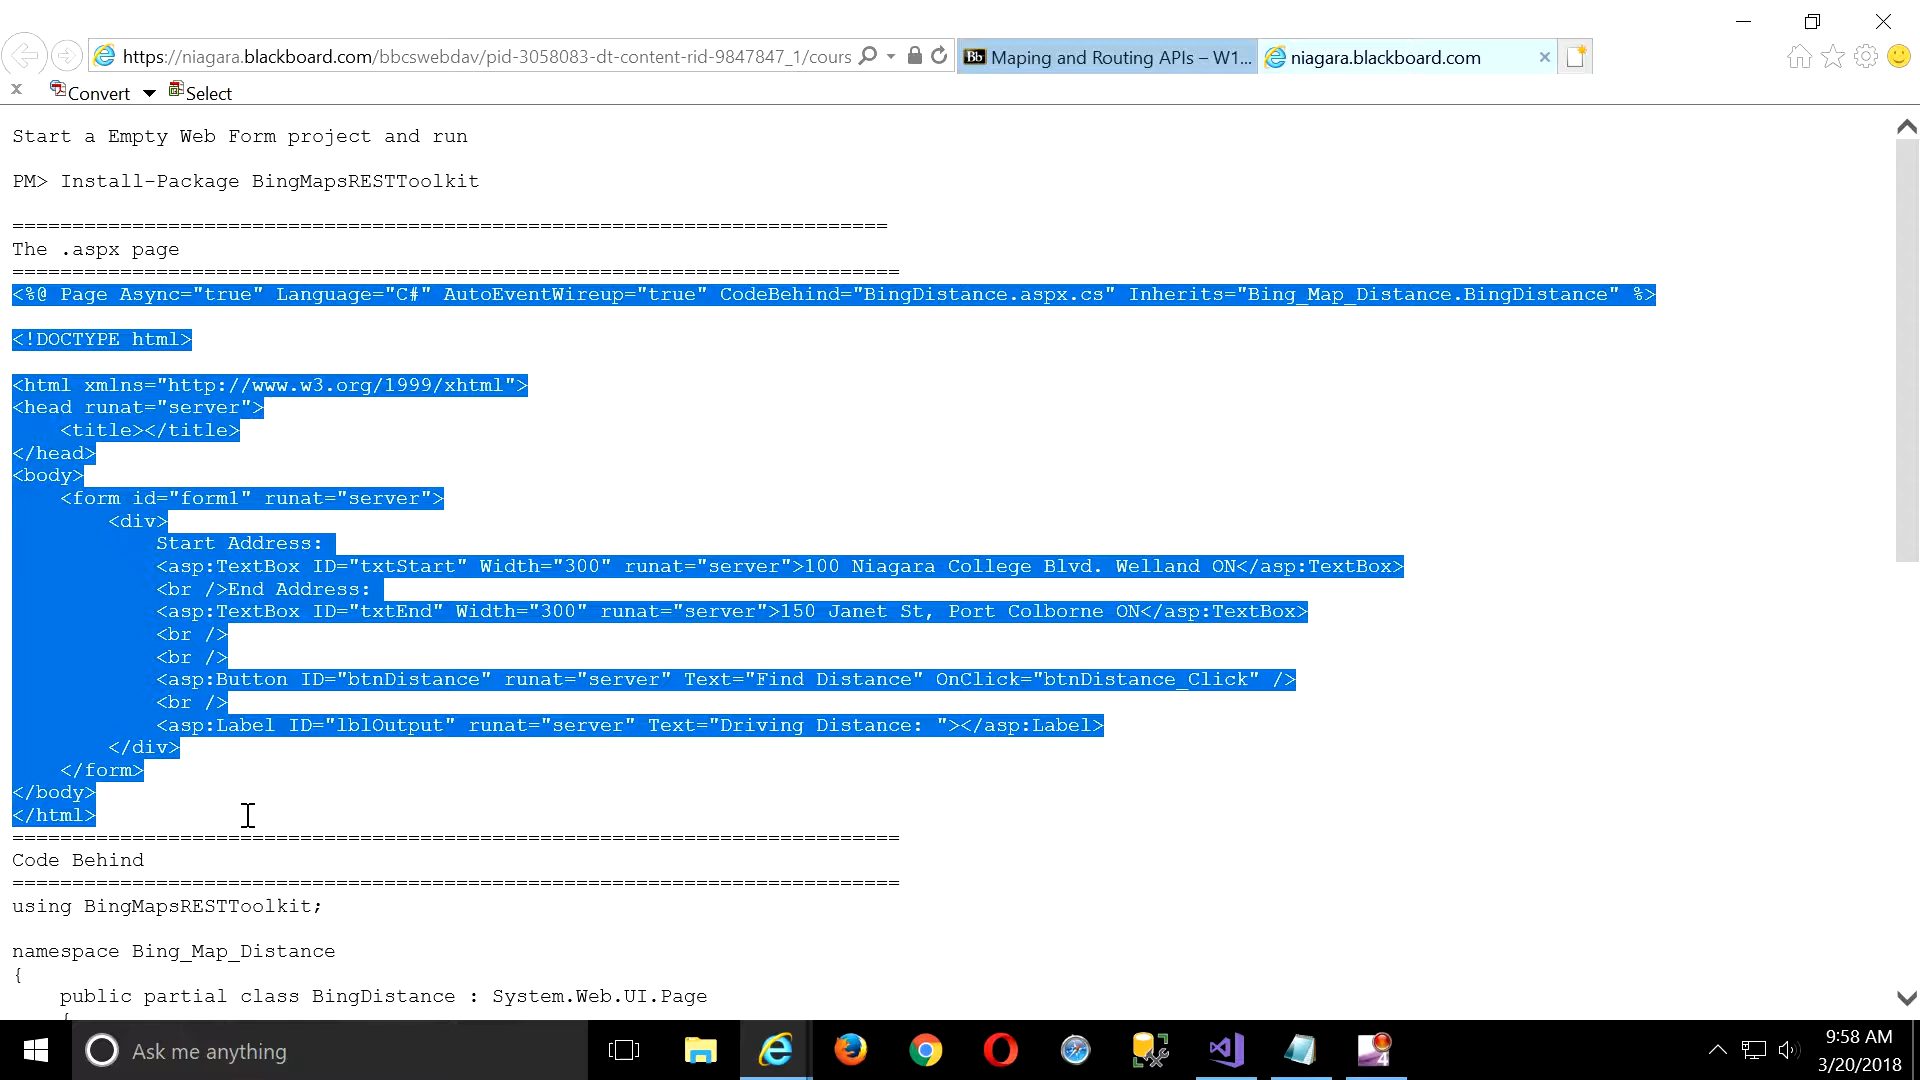 https://niagara.blackboard.com/bbcswebdav/pid-3058083-dt-content-rid-9847847_1/cours
Bb Maping and Routing APIs – W1...
niagara.blackboard.com
Convert
Select
Start a Empty Web Form project and run
PM> Install-Package BingMapsRESTToolkit
=========================================================================
The .aspx page
==========================================================================
<%@ Page Async="true" Language="C#" AutoEventWireup="true" CodeBehind="BingDistance.aspx.cs" Inherits="Bing_Map_Distance.BingDistance" %>
<!DOCTYPE html>
<html xmlns="http://www.w3.org/1999/xhtml">
<head runat="server">
    <title></title>
</head>
<body>
    <form id="form1" runat="server">
        <div>
            Start Address:
            <asp:TextBox ID="txtStart" Width="300" runat="server">100 Niagara College Blvd. Welland ON</asp:TextBox>
            <br />End Address:
            <asp:TextBox ID="txtEnd" Width="300" runat="server">150 Janet St, Port Colborne ON</asp:TextBox>
            <br />
            <br />
            <asp:Button ID="btnDistance" runat="server" Text="Find Distance" OnClick="btnDistance_Click" />
            <br />
            <asp:Label ID="lblOutput" runat="server" Text="Driving Distance: "></asp:Label>
        </div>
    </form>
</body>
</html>
==========================================================================
Code Behind
==========================================================================
using BingMapsRESTToolkit;
namespace Bing_Map_Distance
{
    public partial class BingDistance : System.Web.UI.Page
    {
Ask me anything
4
9:58 AM
3/20/2018